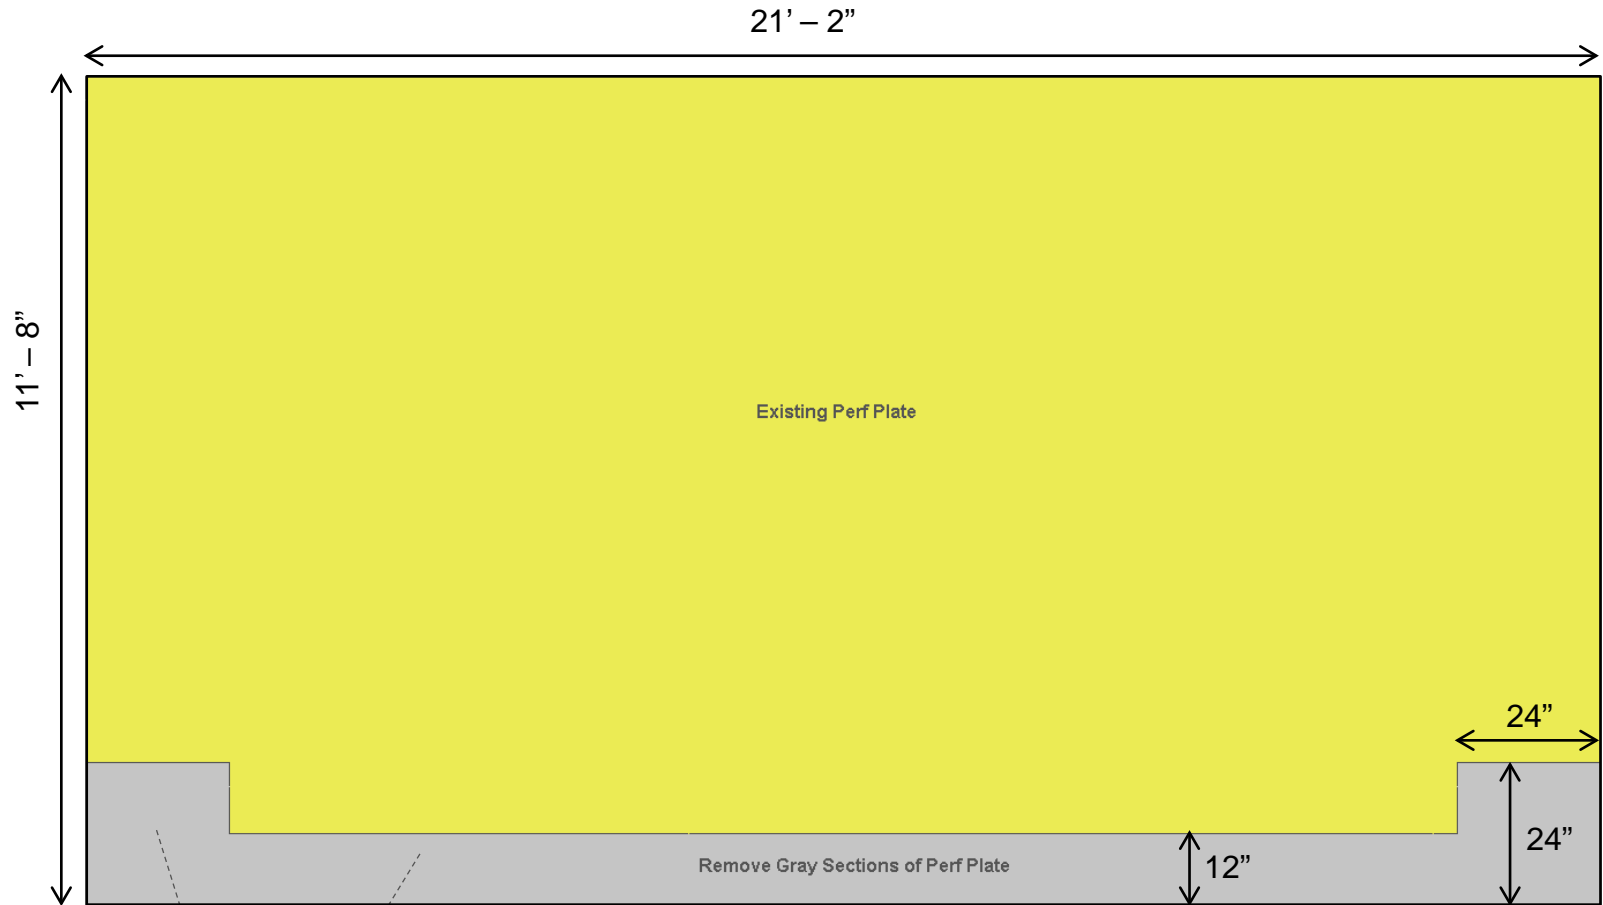 21’ – 2”
11’ – 8”
Existing Perf Plate
24”
24”
12”
Remove Gray Sections of Perf Plate